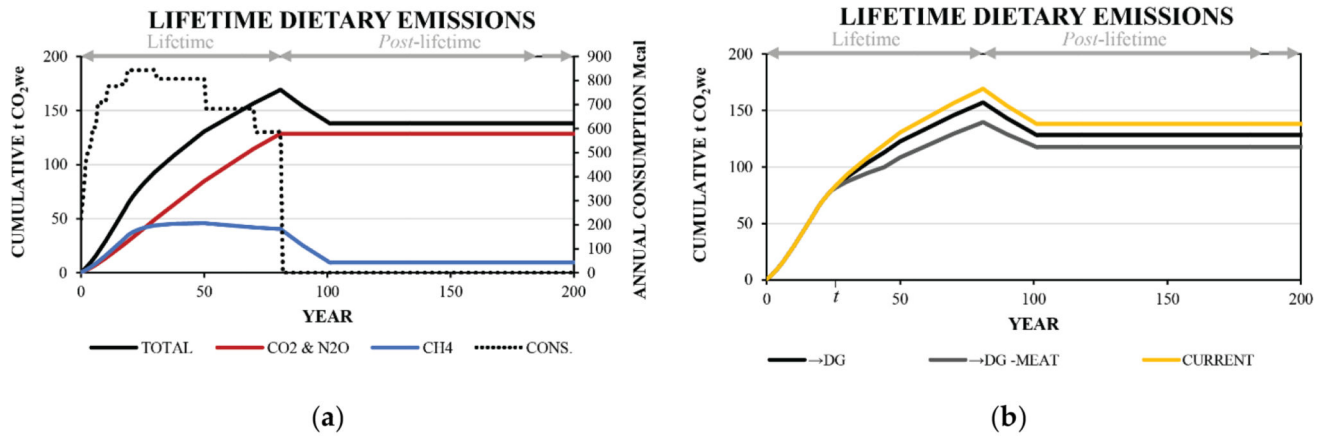 LIFETIME DIETARY EMISSIONS
Lifetime Post-lifetime
CUMULATIVE t CO2we
200
150
100
50
0
900
800
700
600
500
400
300
200
100
0
ANNUAL CONSUMPTION Mcal
0 50 100 150 200
YEAR
TOTAL CO2 & N2O CH4 CONS.
(a)
LIFETIME DIETARY EMISSIONS
Lifetime Post-lifetime
CUMULATIVE t CO2we
200
150
100
50
0
0 t 50 100 150 200
YEAR
→DG →DG -MEAT CURRENT
(b)